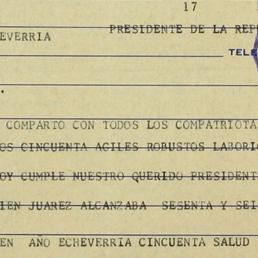 17
PRESIDENTE DE LA REP
EVERRIA
TELE
.
COMPARTO CON TODOS LOS COMPATRIOTA
OS CINCUENTA AGILES ROBUSTOS LABORIO
OY CUMPLE NUESTRO QUERIDO PRESIDENT
IEN JUAREZ ALCANZABA SESENTA Y SEI
EN AÑO ECHEVERRIA CINCUENTA SALUD